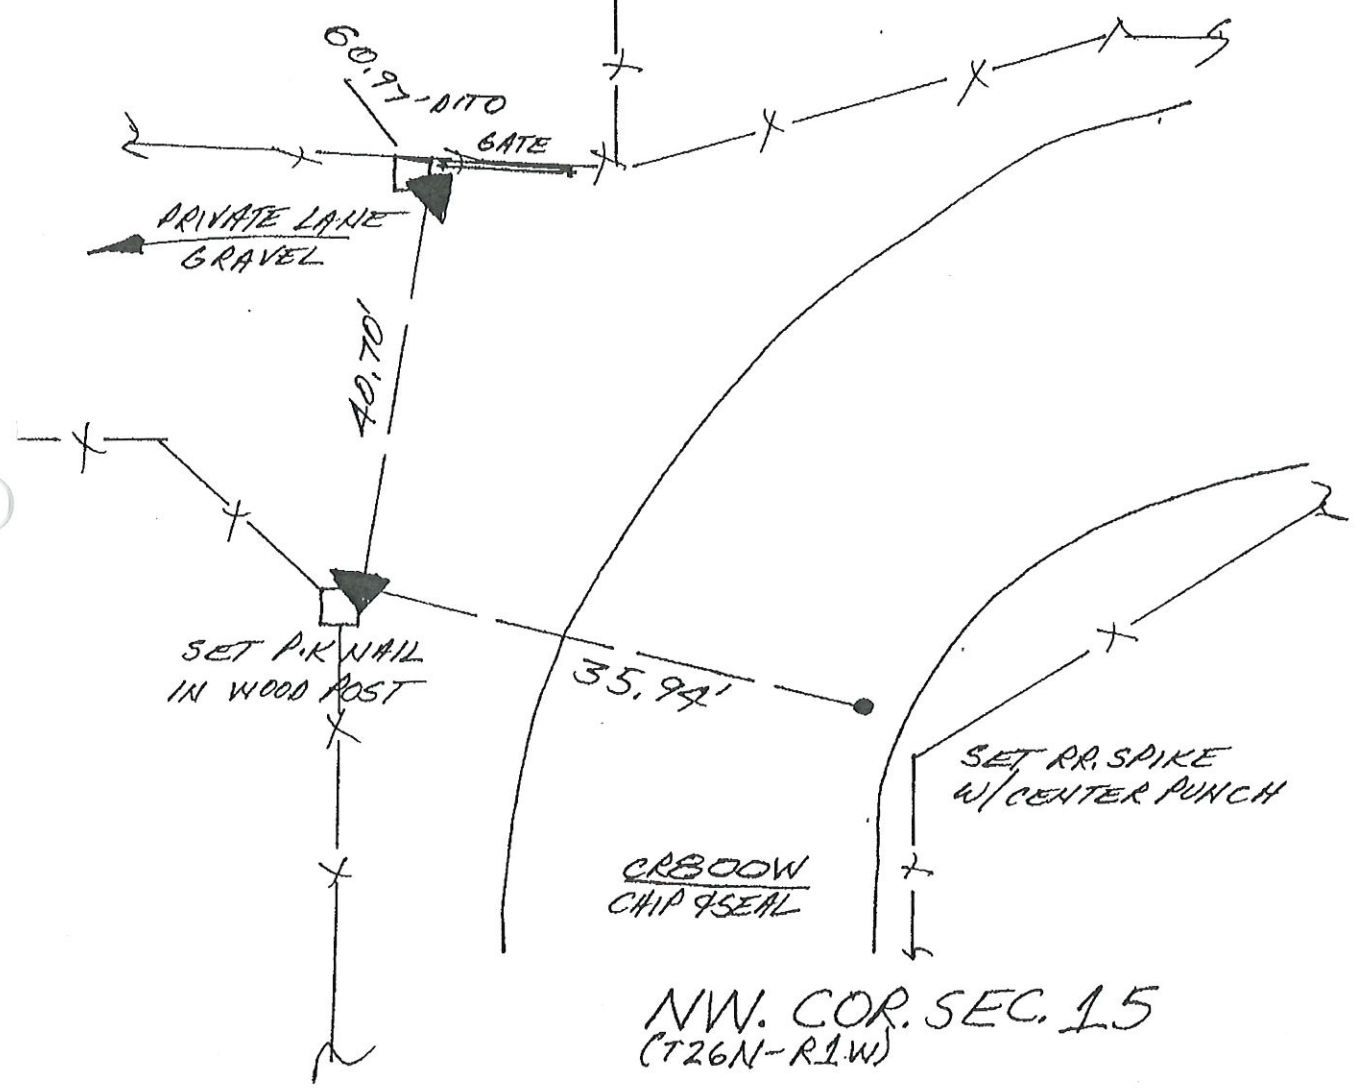 60.97-DITO
GATE
PRIVATE LANE
GRAVEL
40.70'
SET P.K NAIL
IN WOOD POST
35.94'
SET RR. SPIKE
W/ CENTER PUNCH
CR800W
CHIP & SEAL
NW. COR. SEC. 15
(T26N-R1W)